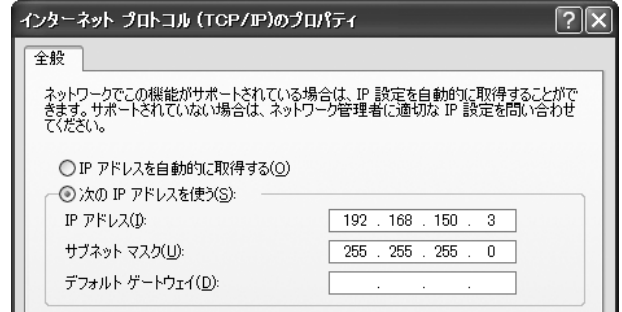 インターネット プロトコル (TCP/IP)のプロパティ
全般
ネットワークでこの機能がサポートされている場合は、IP 設定を自動的に取得することがで
きます。サポートされていない場合は、ネットワーク管理者に適切な IP 設定を問い合わせ
てください。
IP アドレスを自動的に取得する(O)
次の IP アドレスを使う(S):
IP アドレス(I): 192 . 168 . 150 . 3
サブネット マスク(U): 255 . 255 . 255 . 0
デフォルト ゲートウェイ(D): . . .